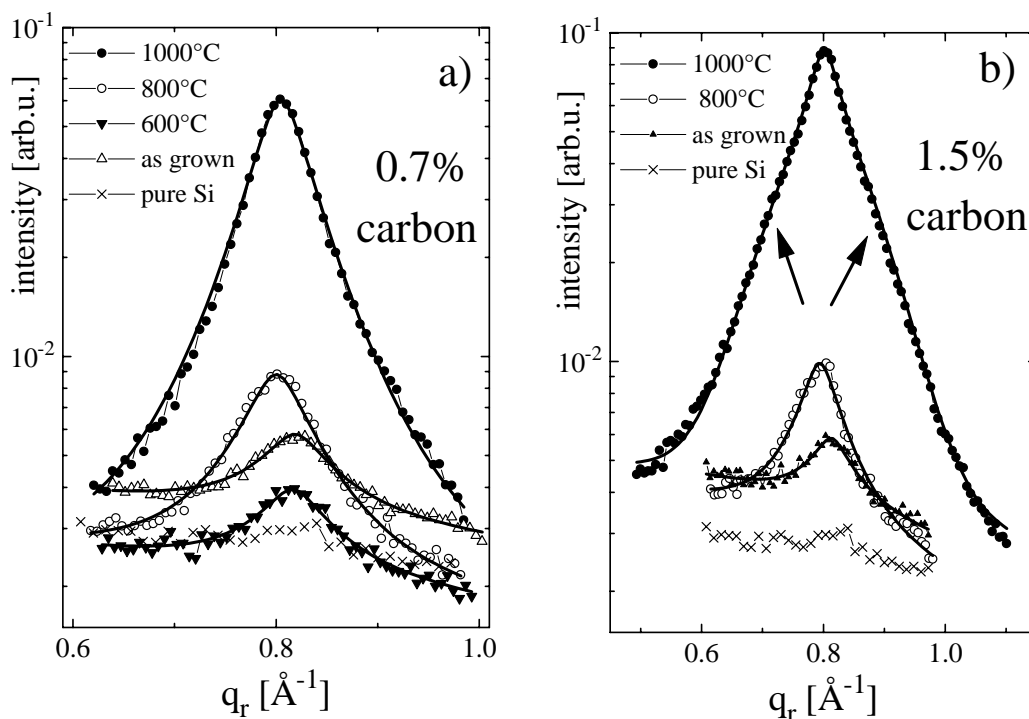 10⁻¹
10⁻²
intensity [arb.u.]
1000°C
800°C
600°C
as grown
pure Si
a)
0.7%
carbon
0.6
0.8
1.0
q_r [Å⁻¹]
10⁻¹
10⁻²
intensity [arb.u.]
1000°C
800°C
as grown
pure Si
b)
1.5%
carbon
0.6
0.8
1.0
q_r [Å⁻¹]